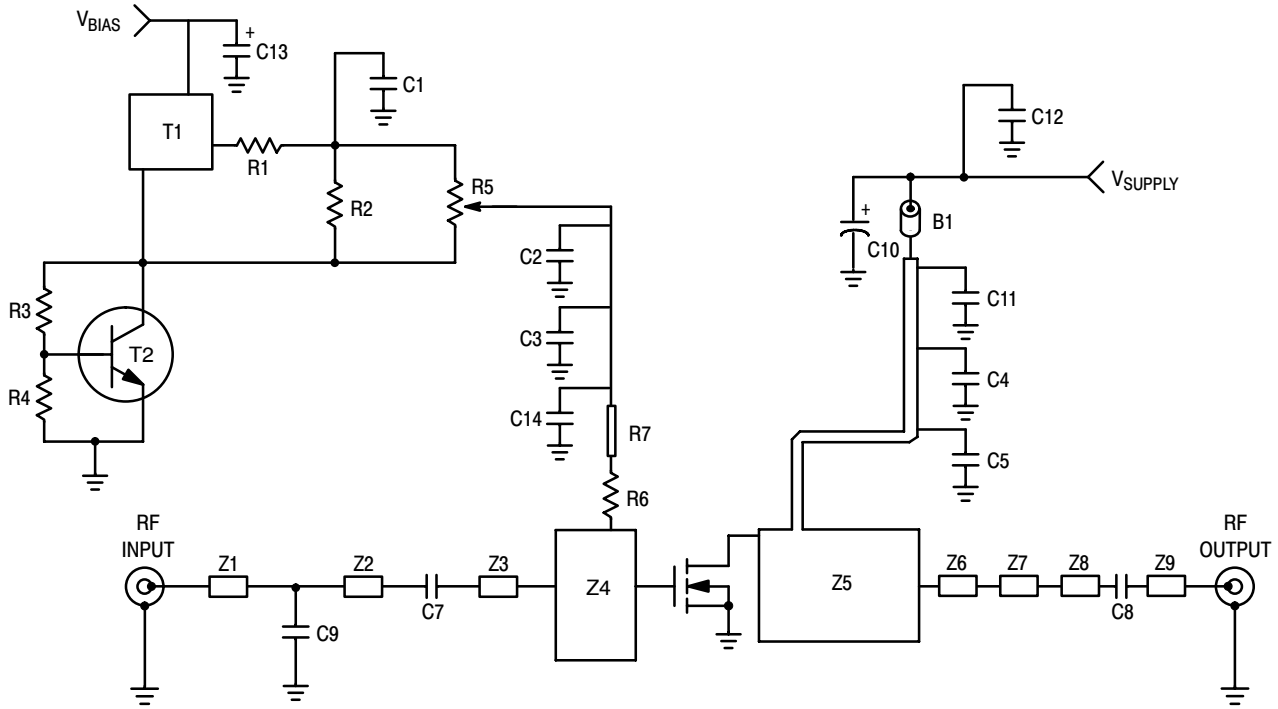 VBIAS
+
C13
C1
T1
R1
C12
R5
R2
VSUPPLY
+
B1
C10
C2
C11
R3
C3
T2
C4
R4
C14
R7
C5
R6
RF
INPUT
RF
OUTPUT
Z1
Z2
Z3
Z4
Z5
Z6
Z7
Z8
Z9
C7
C8
C9